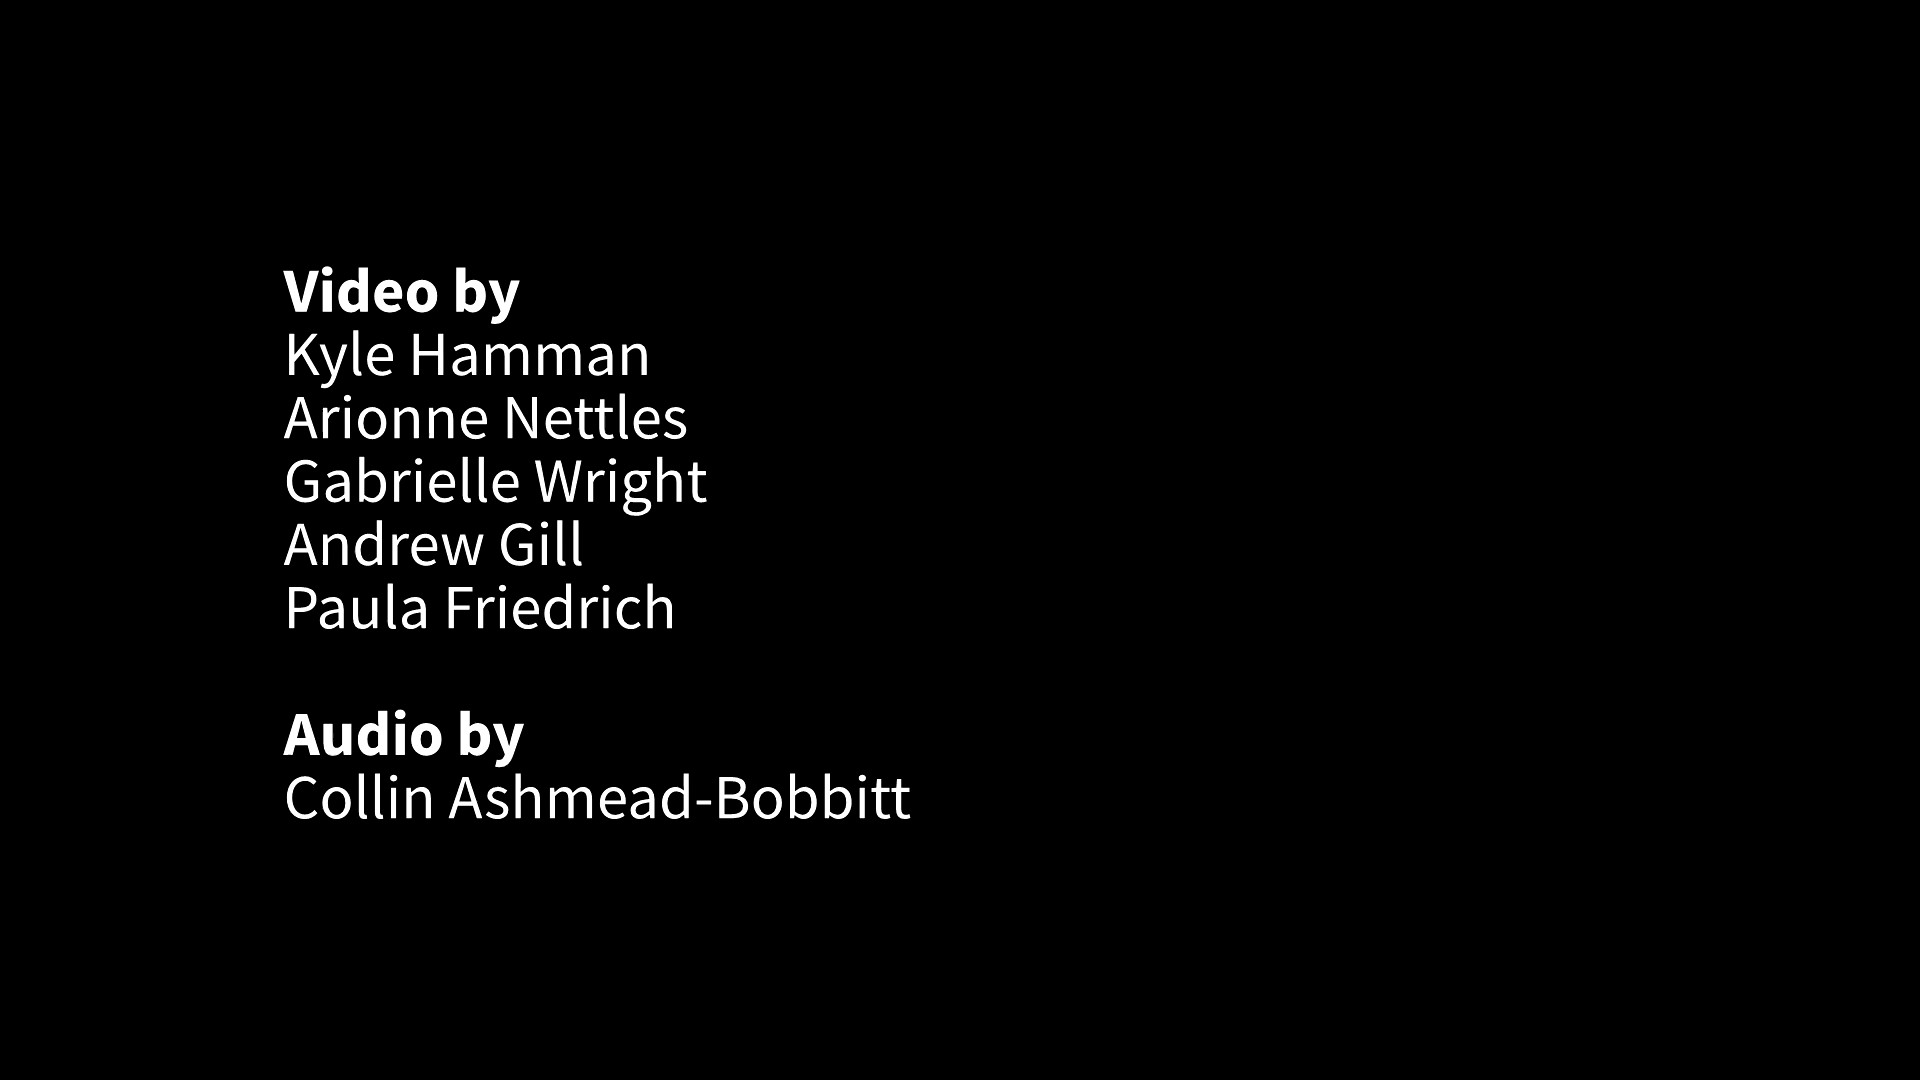 Video by
Kyle Hamman
Arionne Nettles
Gabrielle Wright
Andrew Gill
Paula Friedrich
Audio by
Collin Ashmead-Bobbitt